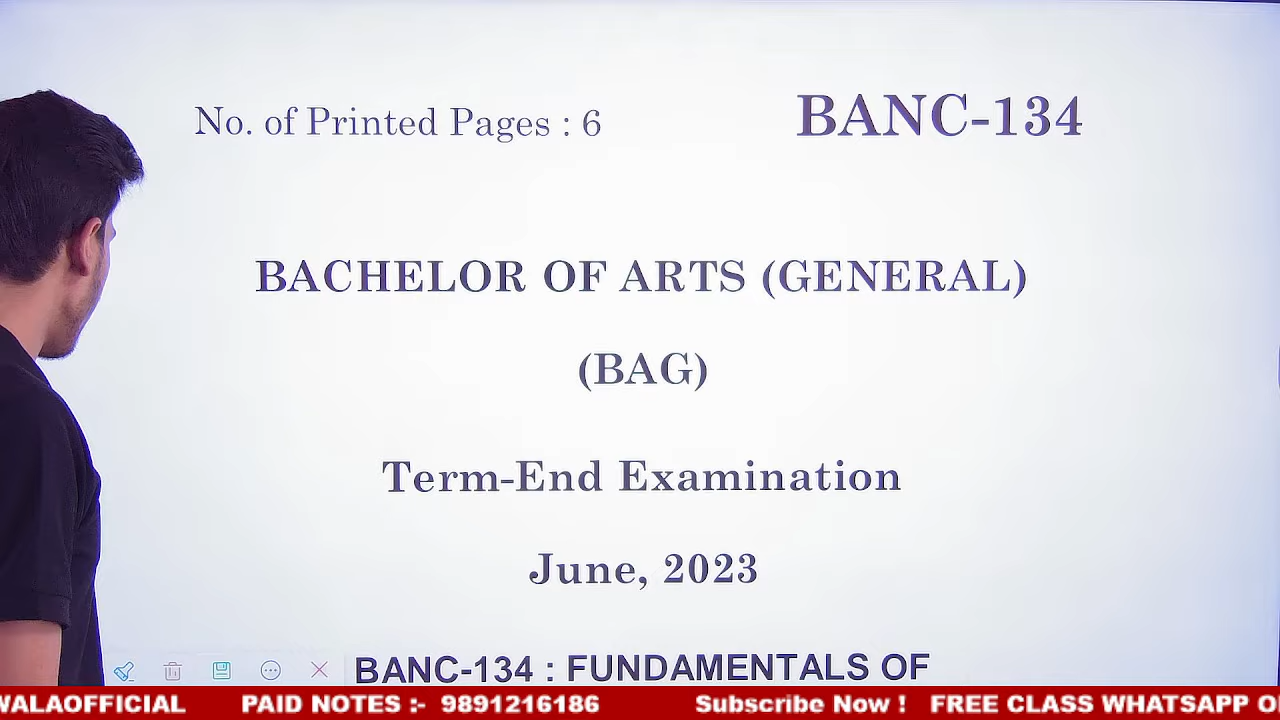 No. of Printed Pages : 6
BANC-134
BACHELOR OF ARTS (GENERAL)
(BAG)
Term-End Examination
June, 2023
BANC-134 : FUNDAMENTALS OF
WALAOFFICIAL PAID NOTES :- 9891216186 Subscribe Now ! FREE CLASS WHATSAPP